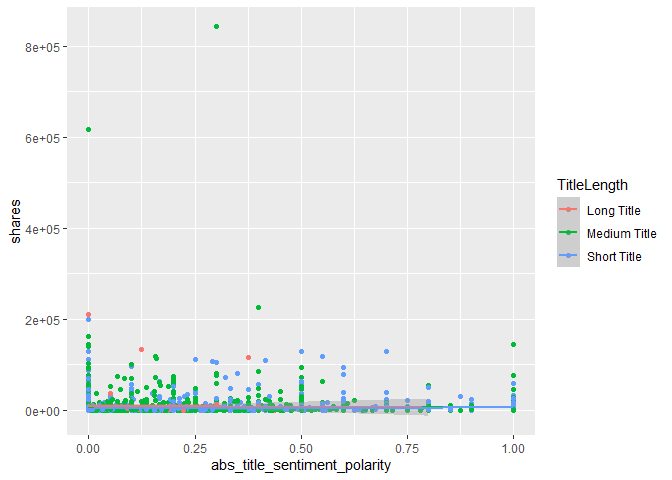 8e+05
6e+05
4e+05
2e+05
0e+00
shares
0.00 0.25 0.50 0.75 1.00
abs_title_sentiment_polarity
TitleLength
Long Title
Medium Title
Short Title